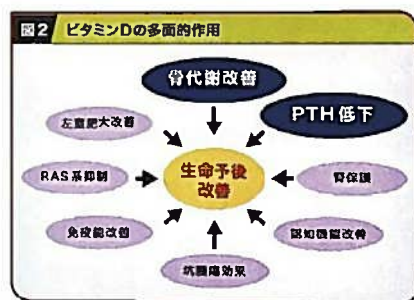 図2 ビタミンDの多面的作用
骨代謝改善
左室肥大改善
PTH低下
RAS系抑制
生命予後
改善
腎保護
免疫能改善
認知機能改善
抗腫瘍効果